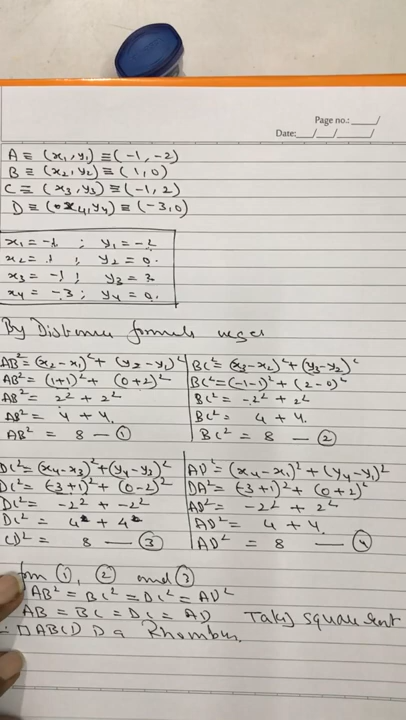 Page no.: ____/
Date:___/___/____/
A ≡ (x₁, y₁) ≡ (-1, -2)
B ≡ (x₂, y₂) ≡ (1, 0)
C ≡ (x₃, y₃) ≡ (-1, 2)
D ≡ (x₄, y₄) ≡ (-3, 0)
x₁ = -1 ; y₁ = -2
x₂ = 1 ; y₂ = 0.
x₃ = -1 ; y₃ = 2
x₄ = -3 ; y₄ = 0.
By Distance formula
AB² = (x₂-x₁)² + (y₂-y₁)²
AB² = (1+1)² + (0+2)²
AB² = 2² + 2²
AB² = 4 + 4.
AB² = 8 — ①
BC² = (x₃-x₂)² + (y₃-y₂)²
BC² = (-1-1)² + (2-0)²
BC² = -2² + 2²
BC² = 4 + 4.
BC² = 8 — ②
DC² = (x₄-x₃)² + (y₄-y₃)²
DC² = (-3+1)² + (0-2)²
DC² = -2² + -2²
DC² = 4 + 4
CD² = 8 — ③
AD² = (x₄-x₁)² + (y₄-y₁)²
DA² = (-3+1)² + (0+2)²
AD² = -2² + 2²
AD² = 4 + 4.
AD² = 8 — ④
①, ② and ③
AB² = BC² = DC² = AD²
AB = BC = DC = AD Taking square
∴ □ABCD Rhombus.